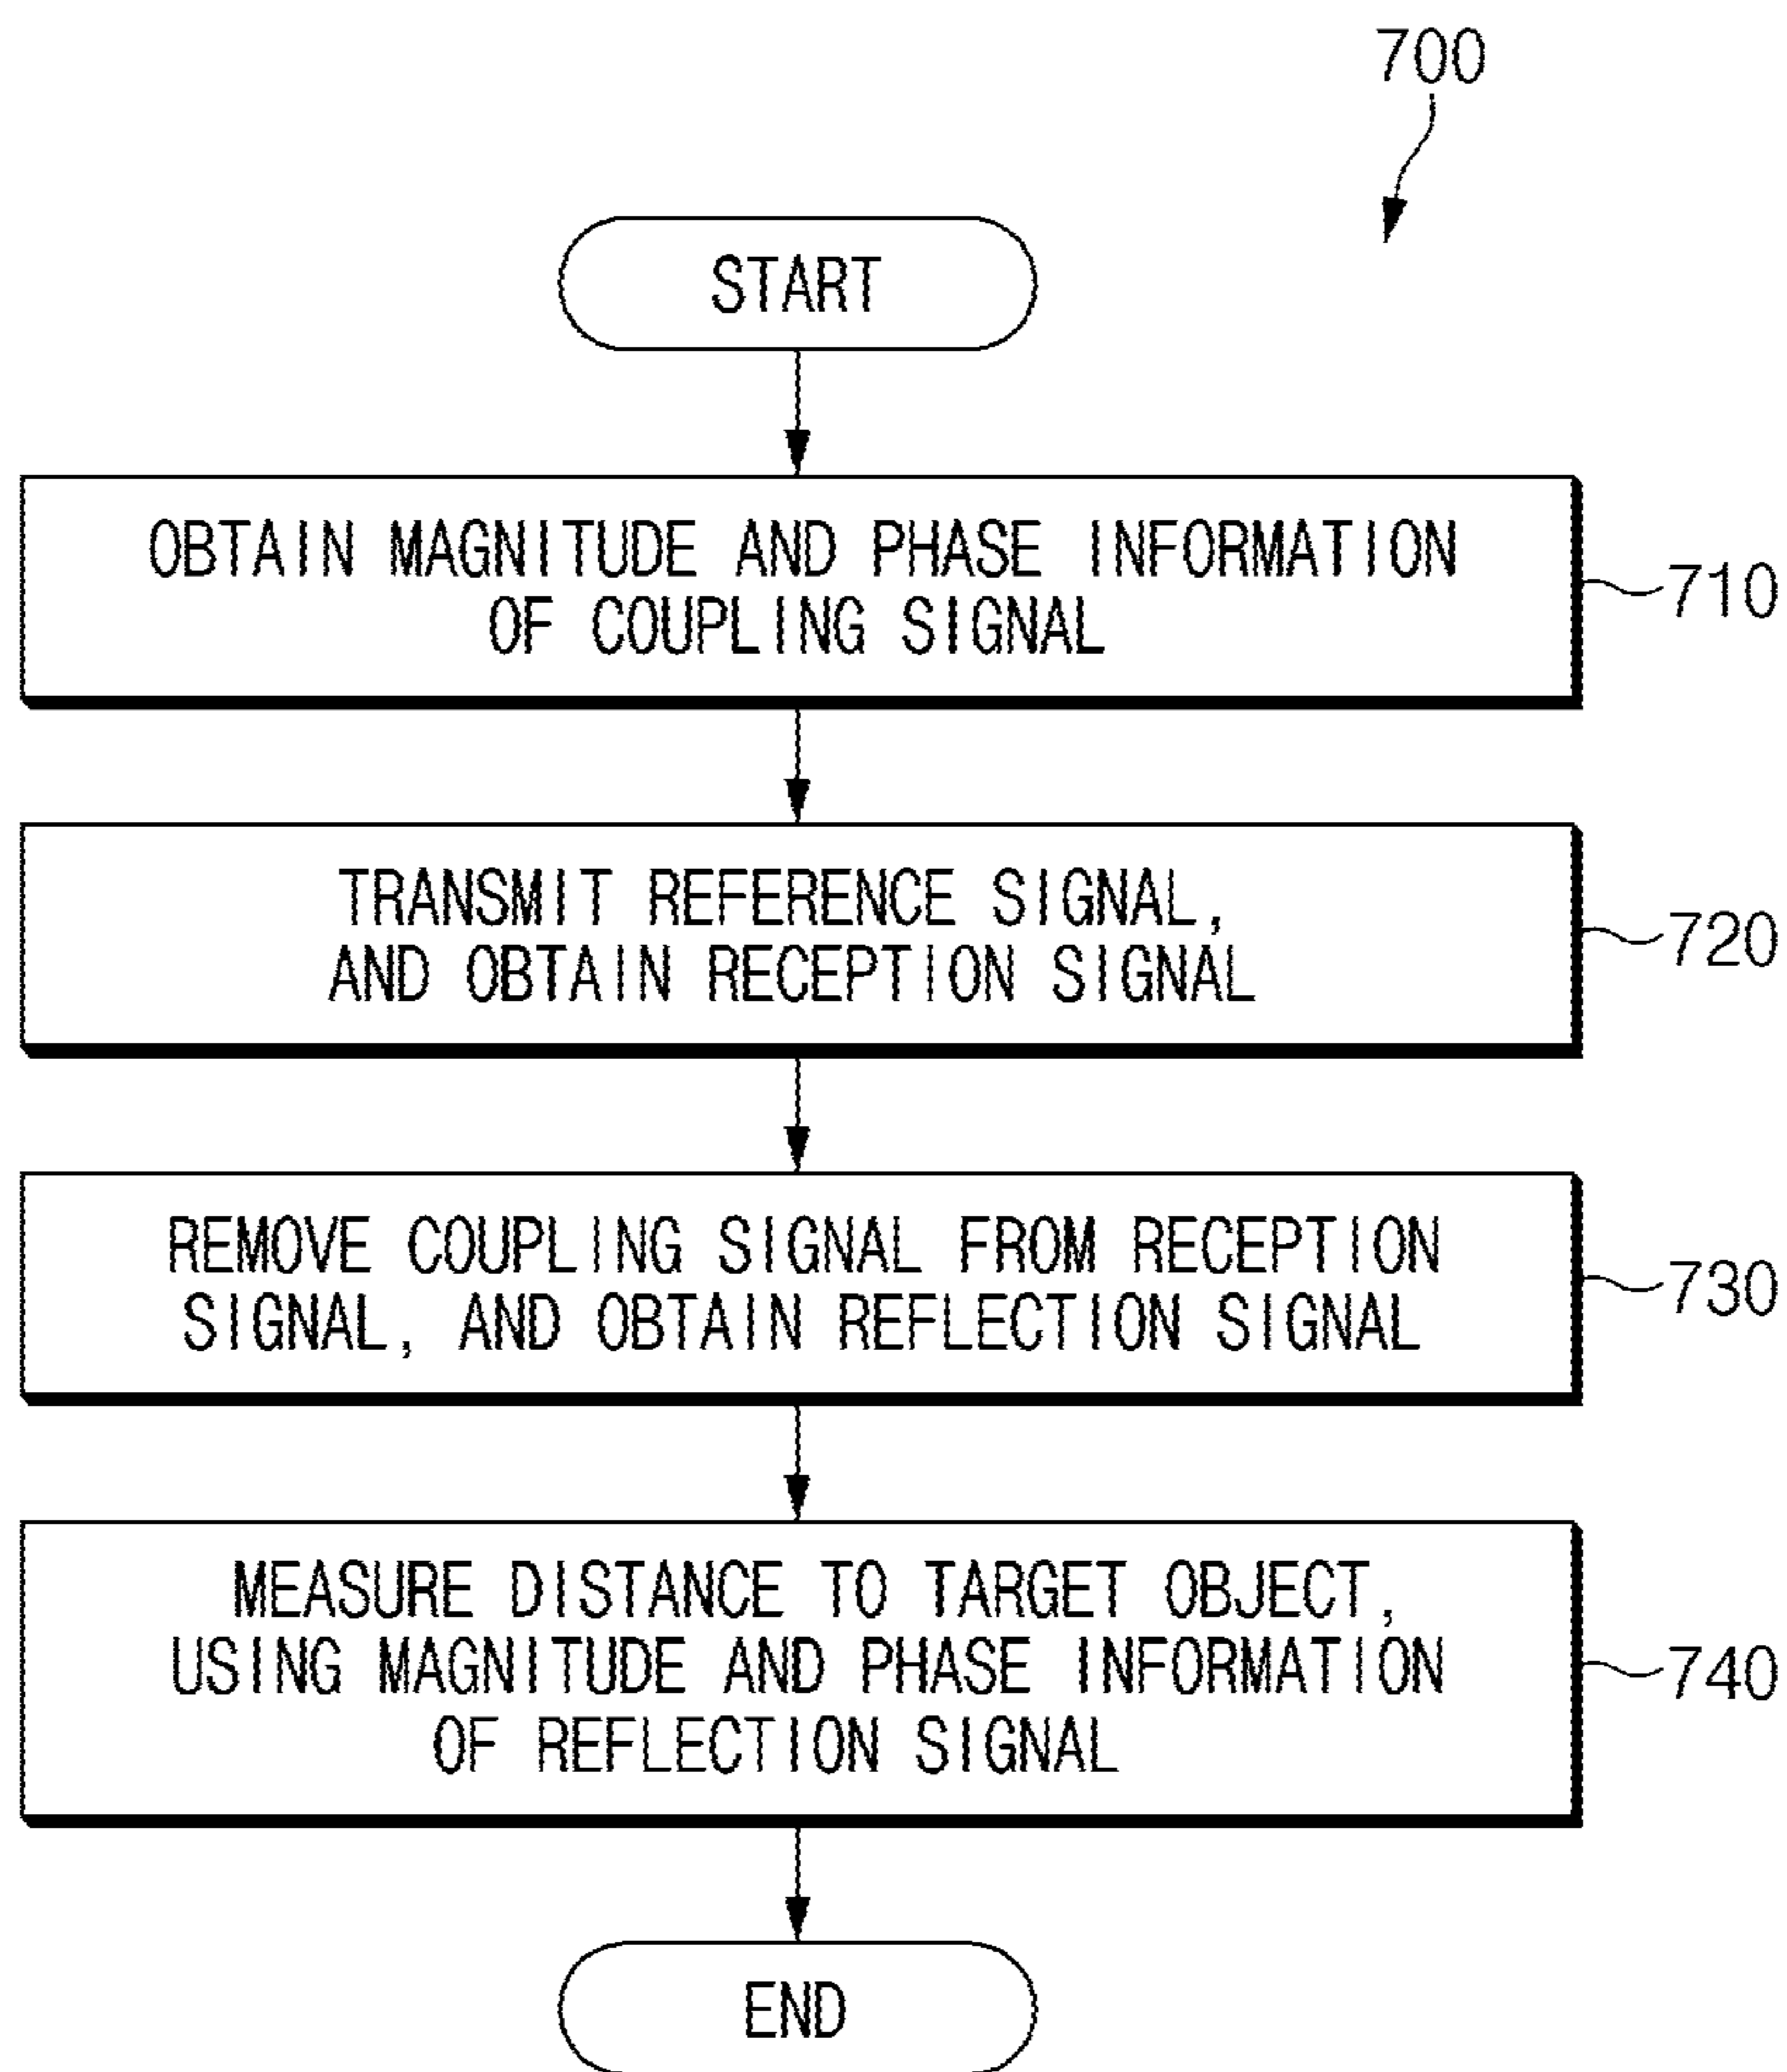 700
START
OBTAIN MAGNITUDE AND PHASE INFORMATION
OF COUPLING SIGNAL
710
TRANSMIT REFERENCE SIGNAL,
AND OBTAIN RECEPTION SIGNAL
720
REMOVE COUPLING SIGNAL FROM RECEPTION
SIGNAL, AND OBTAIN REFLECTION SIGNAL
730
MEASURE DISTANCE TO TARGET OBJECT,
USING MAGNITUDE AND PHASE INFORMATION
OF REFLECTION SIGNAL
740
END